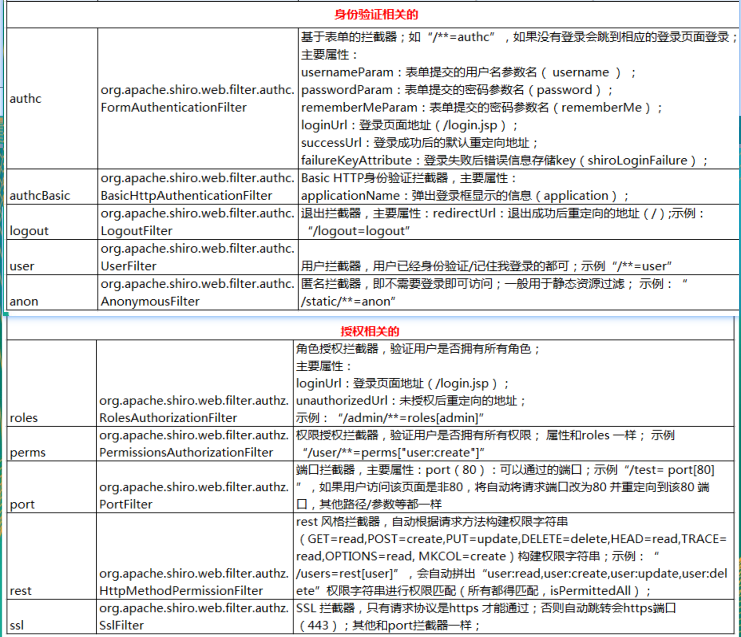 身份验证相关的
authc
org.apache.shiro.web.filter.authc.
FormAuthenticationFilter
基于表单的拦截器；如“/**=authc”，如果没有登录会跳到相应的登录页面登录；
主要属性：
usernameParam：表单提交的用户名参数名（ username ） ；
passwordParam：表单提交的密码参数名（password）；
rememberMeParam：表单提交的密码参数名（rememberMe）；
loginUrl：登录页面地址（/login.jsp）；
successUrl：登录成功后的默认重定向地址；
failureKeyAttribute：登录失败后错误信息存储key（shiroLoginFailure）；
authcBasic
org.apache.shiro.web.filter.authc.
BasicHttpAuthenticationFilter
Basic HTTP身份验证拦截器，主要属性：
applicationName：弹出登录框显示的信息（application）；
logout
org.apache.shiro.web.filter.authc.
LogoutFilter
退出拦截器，主要属性：redirectUrl：退出成功后重定向的地址（/）;示例：
“/logout=logout”
user
org.apache.shiro.web.filter.authc.
UserFilter
用户拦截器，用户已经身份验证/记住我登录的都可；示例“/**=user”
anon
org.apache.shiro.web.filter.authc.
AnonymousFilter
匿名拦截器，即不需要登录即可访问；一般用于静态资源过滤； 示例：“
/static/**=anon”
授权相关的
roles
org.apache.shiro.web.filter.authz.
RolesAuthorizationFilter
角色授权拦截器，验证用户是否拥有所有角色；
主要属性：
loginUrl：登录页面地址（/login.jsp）；
unauthorizedUrl：未授权后重定向的地址；
示例：“/admin/**=roles[admin]”
perms
org.apache.shiro.web.filter.authz.
PermissionsAuthorizationFilter
权限授权拦截器，验证用户是否拥有所有权限； 属性和roles 一样； 示例
“/user/**=perms["user:create"]”
port
org.apache.shiro.web.filter.authz.
PortFilter
端口拦截器，主要属性：port（80）：可以通过的端口；示例“/test= port[80]
”，如果用户访问该页面是非80，将自动将请求端口改为80 并重定向到该80 端
口，其他路径/参数等都一样
rest
org.apache.shiro.web.filter.authz.
HttpMethodPermissionFilter
rest 风格拦截器，自动根据请求方法构建权限字符串
（GET=read,POST=create,PUT=update,DELETE=delete,HEAD=read,TRACE=
read,OPTIONS=read, MKCOL=create）构建权限字符串；示例：“
/users=rest[user]”，会自动拼出“user:read,user:create,user:update,user:del
ete”权限字符串进行权限匹配（所有都得匹配，isPermittedAll）；
ssl
org.apache.shiro.web.filter.authz.
SslFilter
SSL 拦截器，只有请求协议是https 才能通过；否则自动跳转会https端口
（443）；其他和port拦截器一样；